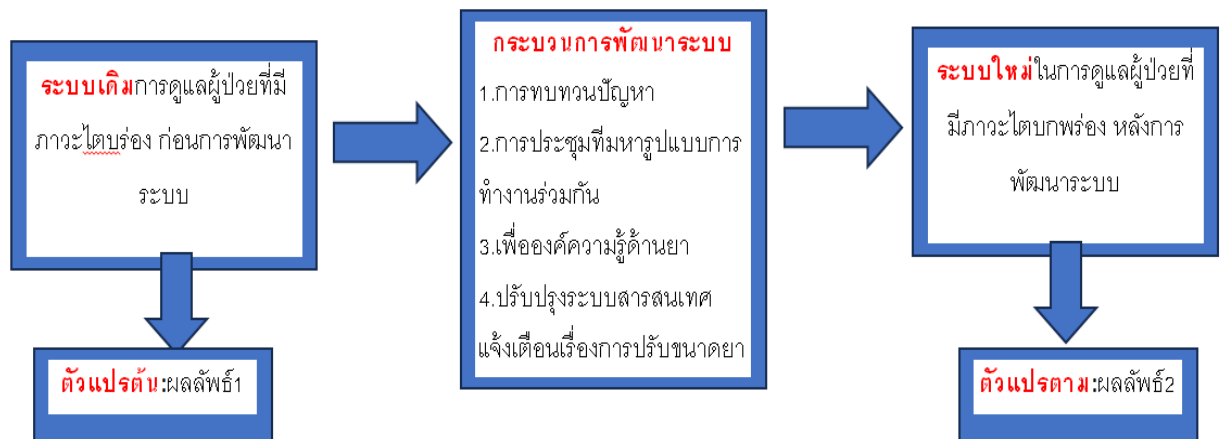 ระบบเดิมการดูแลผู้ป่วยที่มี
ภาวะไตบร่อง ก่อนการพัฒนา
ระบบ
ตัวแปรต้น:ผลลัพธ์1
กระบวนการพัฒนาระบบ
1.การทบทวนปัญหา
2.การประชุมทีมหารูปแบบการ
ทำงานร่วมกัน
3.เพื่อองค์ความรู้ด้านยา
4.ปรับปรุงระบบสารสนเทศ
แจ้งเตือนเรื่องการปรับขนาดยา
ระบบใหม่ในการดูแลผู้ป่วยที่
มีภาวะไตบกพร่อง หลังการ
พัฒนาระบบ
ตัวแปรตาม:ผลลัพธ์2